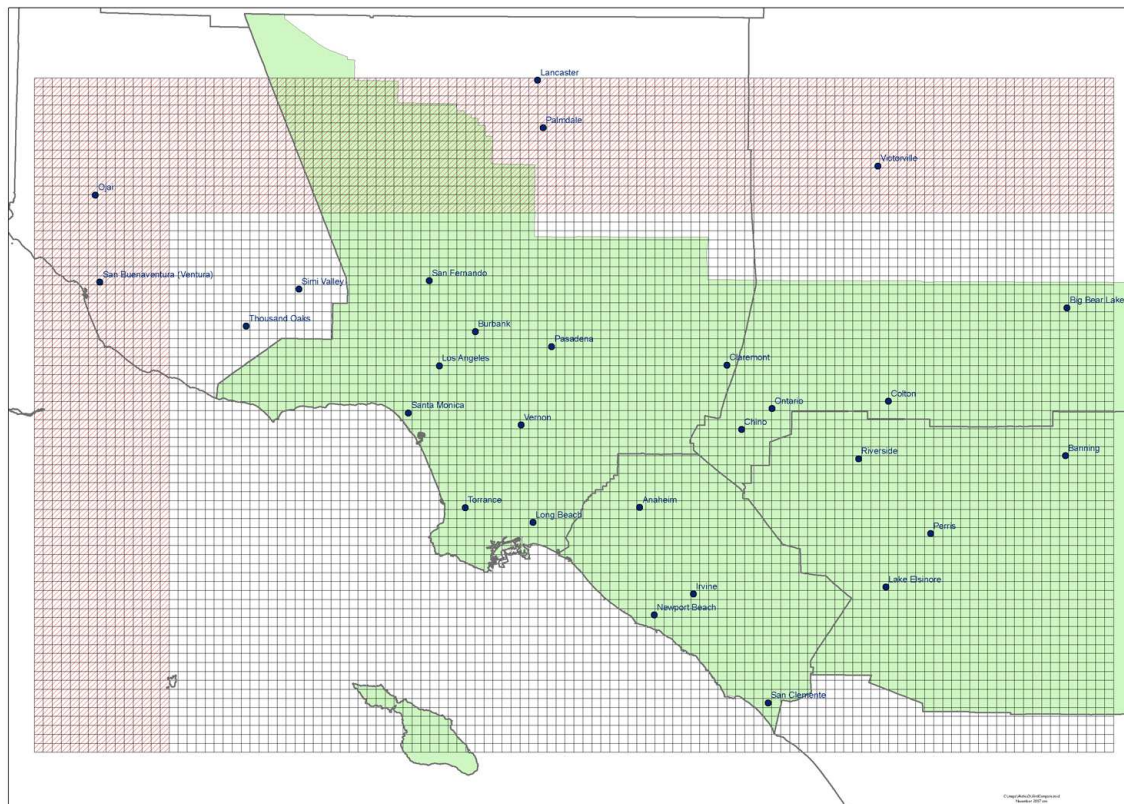 Lancaster
Palmdale
Victorville
Ojai
San Buenaventura (Ventura)
San Fernando
Simi Valley
Big Bear Lake
Thousand Oaks
Burbank
Pasadena
Los Angeles
Claremont
Colton
Santa Monica
Ontario
Vernon
Chino
Riverside
Banning
Torrance
Anaheim
Long Beach
Perris
Lake Elsinore
Irvine
Newport Beach
San Clemente